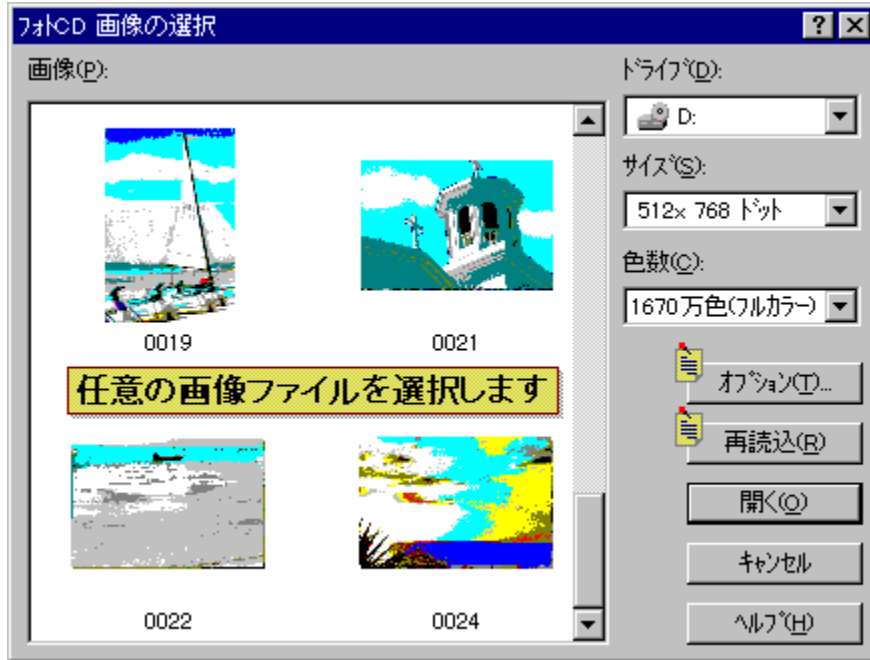 フォトCD 画像の選択
画像(P):
0019
0021
任意の画像ファイルを選択します
0022
0024
ドライブ(D):
D:
サイズ(S):
512× 768 ドット
色数(C):
1670万色(フルカラー)
オプション(T)...
再読込(R)
開く(O)
キャンセル
ヘルプ(H)